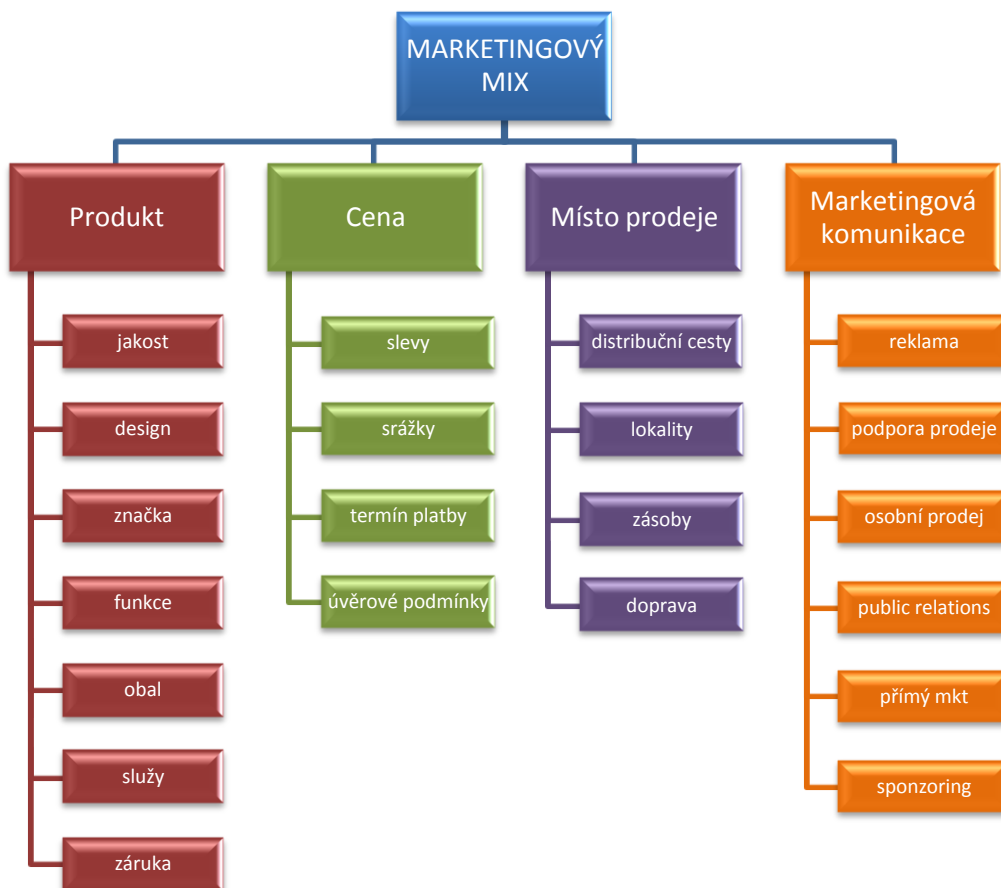 MARKETINGOVÝ
MIX
Produkt
jakost
design
značka
funkce
obal
služy
záruka
Cena
slevy
srážky
termín platby
úvěrové podmínky
Místo prodeje
distribuční cesty
lokality
zásoby
doprava
Marketingová
komunikace
reklama
podpora prodeje
osobní prodej
public relations
přímý mkt
sponzoring